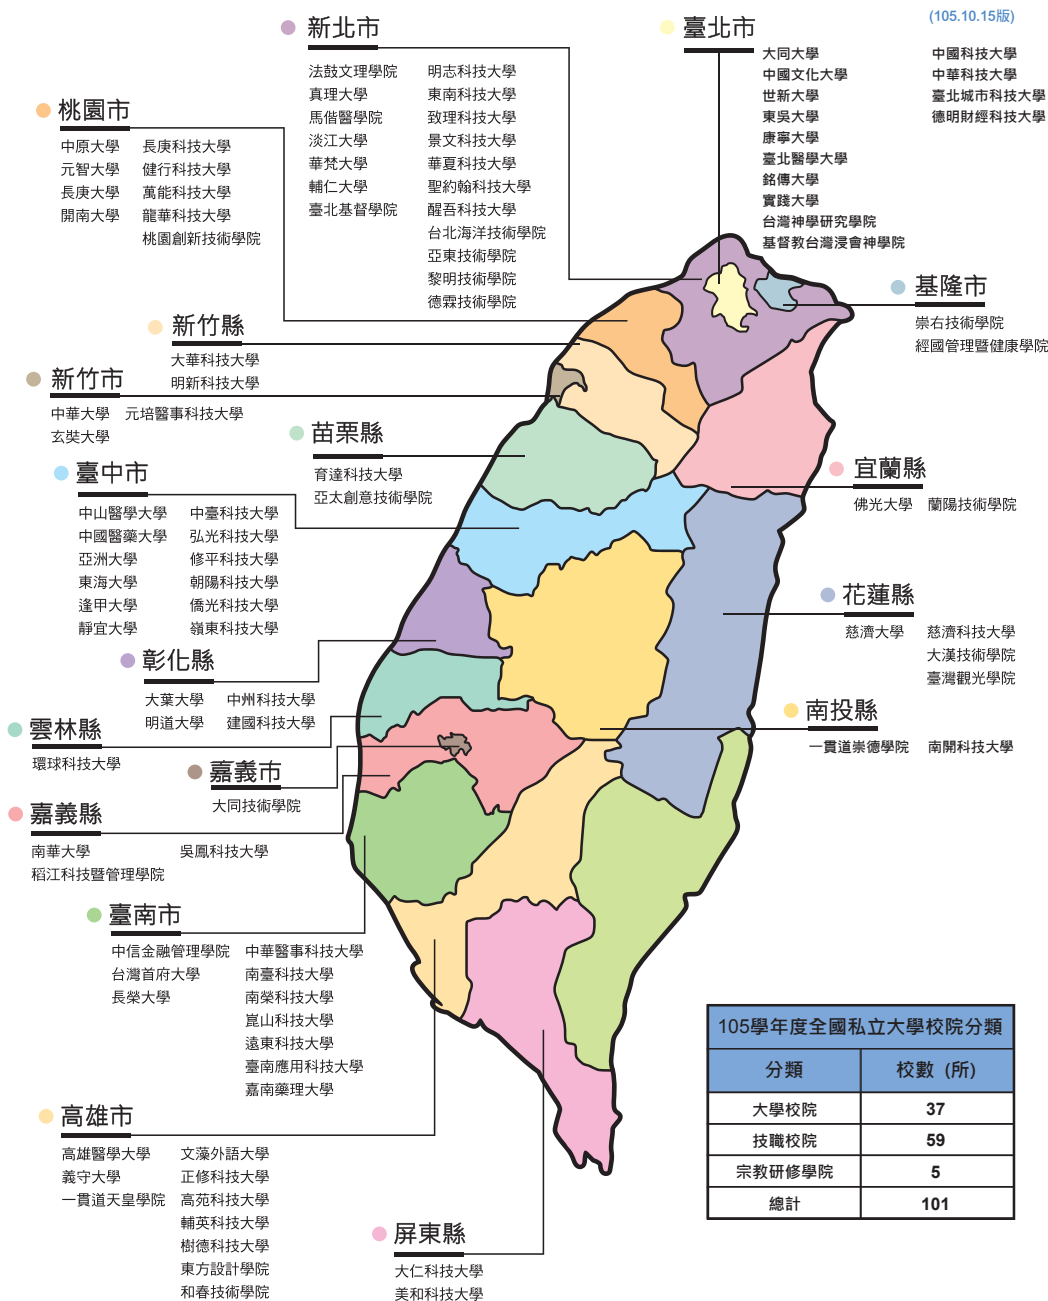 (105.10.15版)
新北市
法鼓文理學院
真理大學
馬偕醫學院
淡江大學
華梵大學
輔仁大學
臺北基督學院
明志科技大學
東南科技大學
致理科技大學
景文科技大學
華夏科技大學
聖約翰科技大學
醒吾科技大學
台北海洋技術學院
亞東技術學院
黎明技術學院
德霖技術學院
臺北市
大同大學
中國文化大學
世新大學
東吳大學
康寧大學
臺北醫學大學
銘傳大學
實踐大學
台灣神學研究學院
基督教台灣浸會神學院
中國科技大學
中華科技大學
臺北城市科技大學
德明財經科技大學
桃園市
中原大學
元智大學
長庚大學
開南大學
長庚科技大學
健行科技大學
萬能科技大學
龍華科技大學
桃園創新技術學院
基隆市
崇右技術學院
經國管理暨健康學院
新竹縣
大華科技大學
明新科技大學
新竹市
中華大學 元培醫事科技大學
玄奘大學
苗栗縣
育達科技大學
亞太創意技術學院
臺中市
中山醫學大學
中國醫藥大學
亞洲大學
東海大學
逢甲大學
靜宜大學
中臺科技大學
弘光科技大學
修平科技大學
朝陽科技大學
僑光科技大學
嶺東科技大學
宜蘭縣
佛光大學 蘭陽技術學院
花蓮縣
慈濟大學
慈濟科技大學
大漢技術學院
臺灣觀光學院
彰化縣
大葉大學
明道大學
中州科技大學
建國科技大學
南投縣
一貫道崇德學院 南開科技大學
雲林縣
環球科技大學
嘉義市
大同技術學院
嘉義縣
南華大學 吳鳳科技大學
稻江科技暨管理學院
臺南市
中信金融管理學院
台灣首府大學
長榮大學
中華醫事科技大學
南臺科技大學
南榮科技大學
崑山科技大學
遠東科技大學
臺南應用科技大學
嘉南藥理大學
高雄市
高雄醫學大學
義守大學
一貫道天皇學院
文藻外語大學
正修科技大學
高苑科技大學
輔英科技大學
樹德科技大學
東方設計學院
和春技術學院
屏東縣
大仁科技大學
美和科技大學
105學年度全國私立大學校院分類
分類 校數 (所)
大學校院 37
技職校院 59
宗教研修學院 5
總計 101